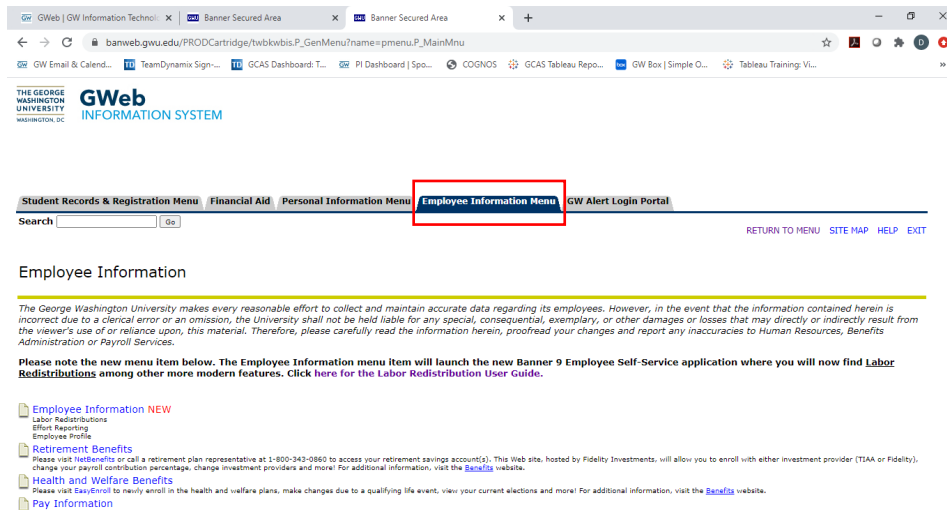 GWeb | GW Information Technolo
Banner Secured Area
Banner Secured Area
banweb.gwu.edu/PRODCartridge/twbkwbis.P_GenMenu?name=pmenu.P_MainMnu
GW Email & Calend... TeamDynamix Sign-... GCAS Dashboard: T... PI Dashboard | Spo... COGNOS GCAS Tableau Repo... GW Box | Simple O... Tableau Training: Vi...
THE GEORGE
WASHINGTON
UNIVERSITY
WASHINGTON, DC
GWeb
INFORMATION SYSTEM
Student Records & Registration Menu Financial Aid Personal Information Menu Employee Information Menu GW Alert Login Portal
Search Go
RETURN TO MENU SITE MAP HELP EXIT
Employee Information
The George Washington University makes every reasonable effort to collect and maintain accurate data regarding its employees. However, in the event that the information contained herein is
incorrect due to a clerical error or an omission, the University shall not be held liable for any special, consequential, exemplary, or other damages or losses that may directly or indirectly result from
the viewer's use of or reliance upon, this material. Therefore, please carefully read the information herein, proofread your changes and report any inaccuracies to Human Resources, Benefits
Administration or Payroll Services.
Please note the new menu item below. The Employee Information menu item will launch the new Banner 9 Employee Self-Service application where you will now find Labor
Redistributions among other more modern features. Click here for the Labor Redistribution User Guide.
Employee Information NEW
Labor Redistributions
Effort Reporting
Employee Profile
Retirement Benefits
Please visit NetBenefits or call a retirement plan representative at 1-800-343-0860 to access your retirement savings account(s). This Web site, hosted by Fidelity Investments, will allow you to enroll with either investment provider (TIAA or Fidelity),
change your payroll contribution percentage, change investment providers and more! For additional information, visit the Benefits website.
Health and Welfare Benefits
Please visit EasyEnroll to newly enroll in the health and welfare plans, make changes due to a qualifying life event, view your current elections and more! For additional information, visit the Benefits website.
Pay Information